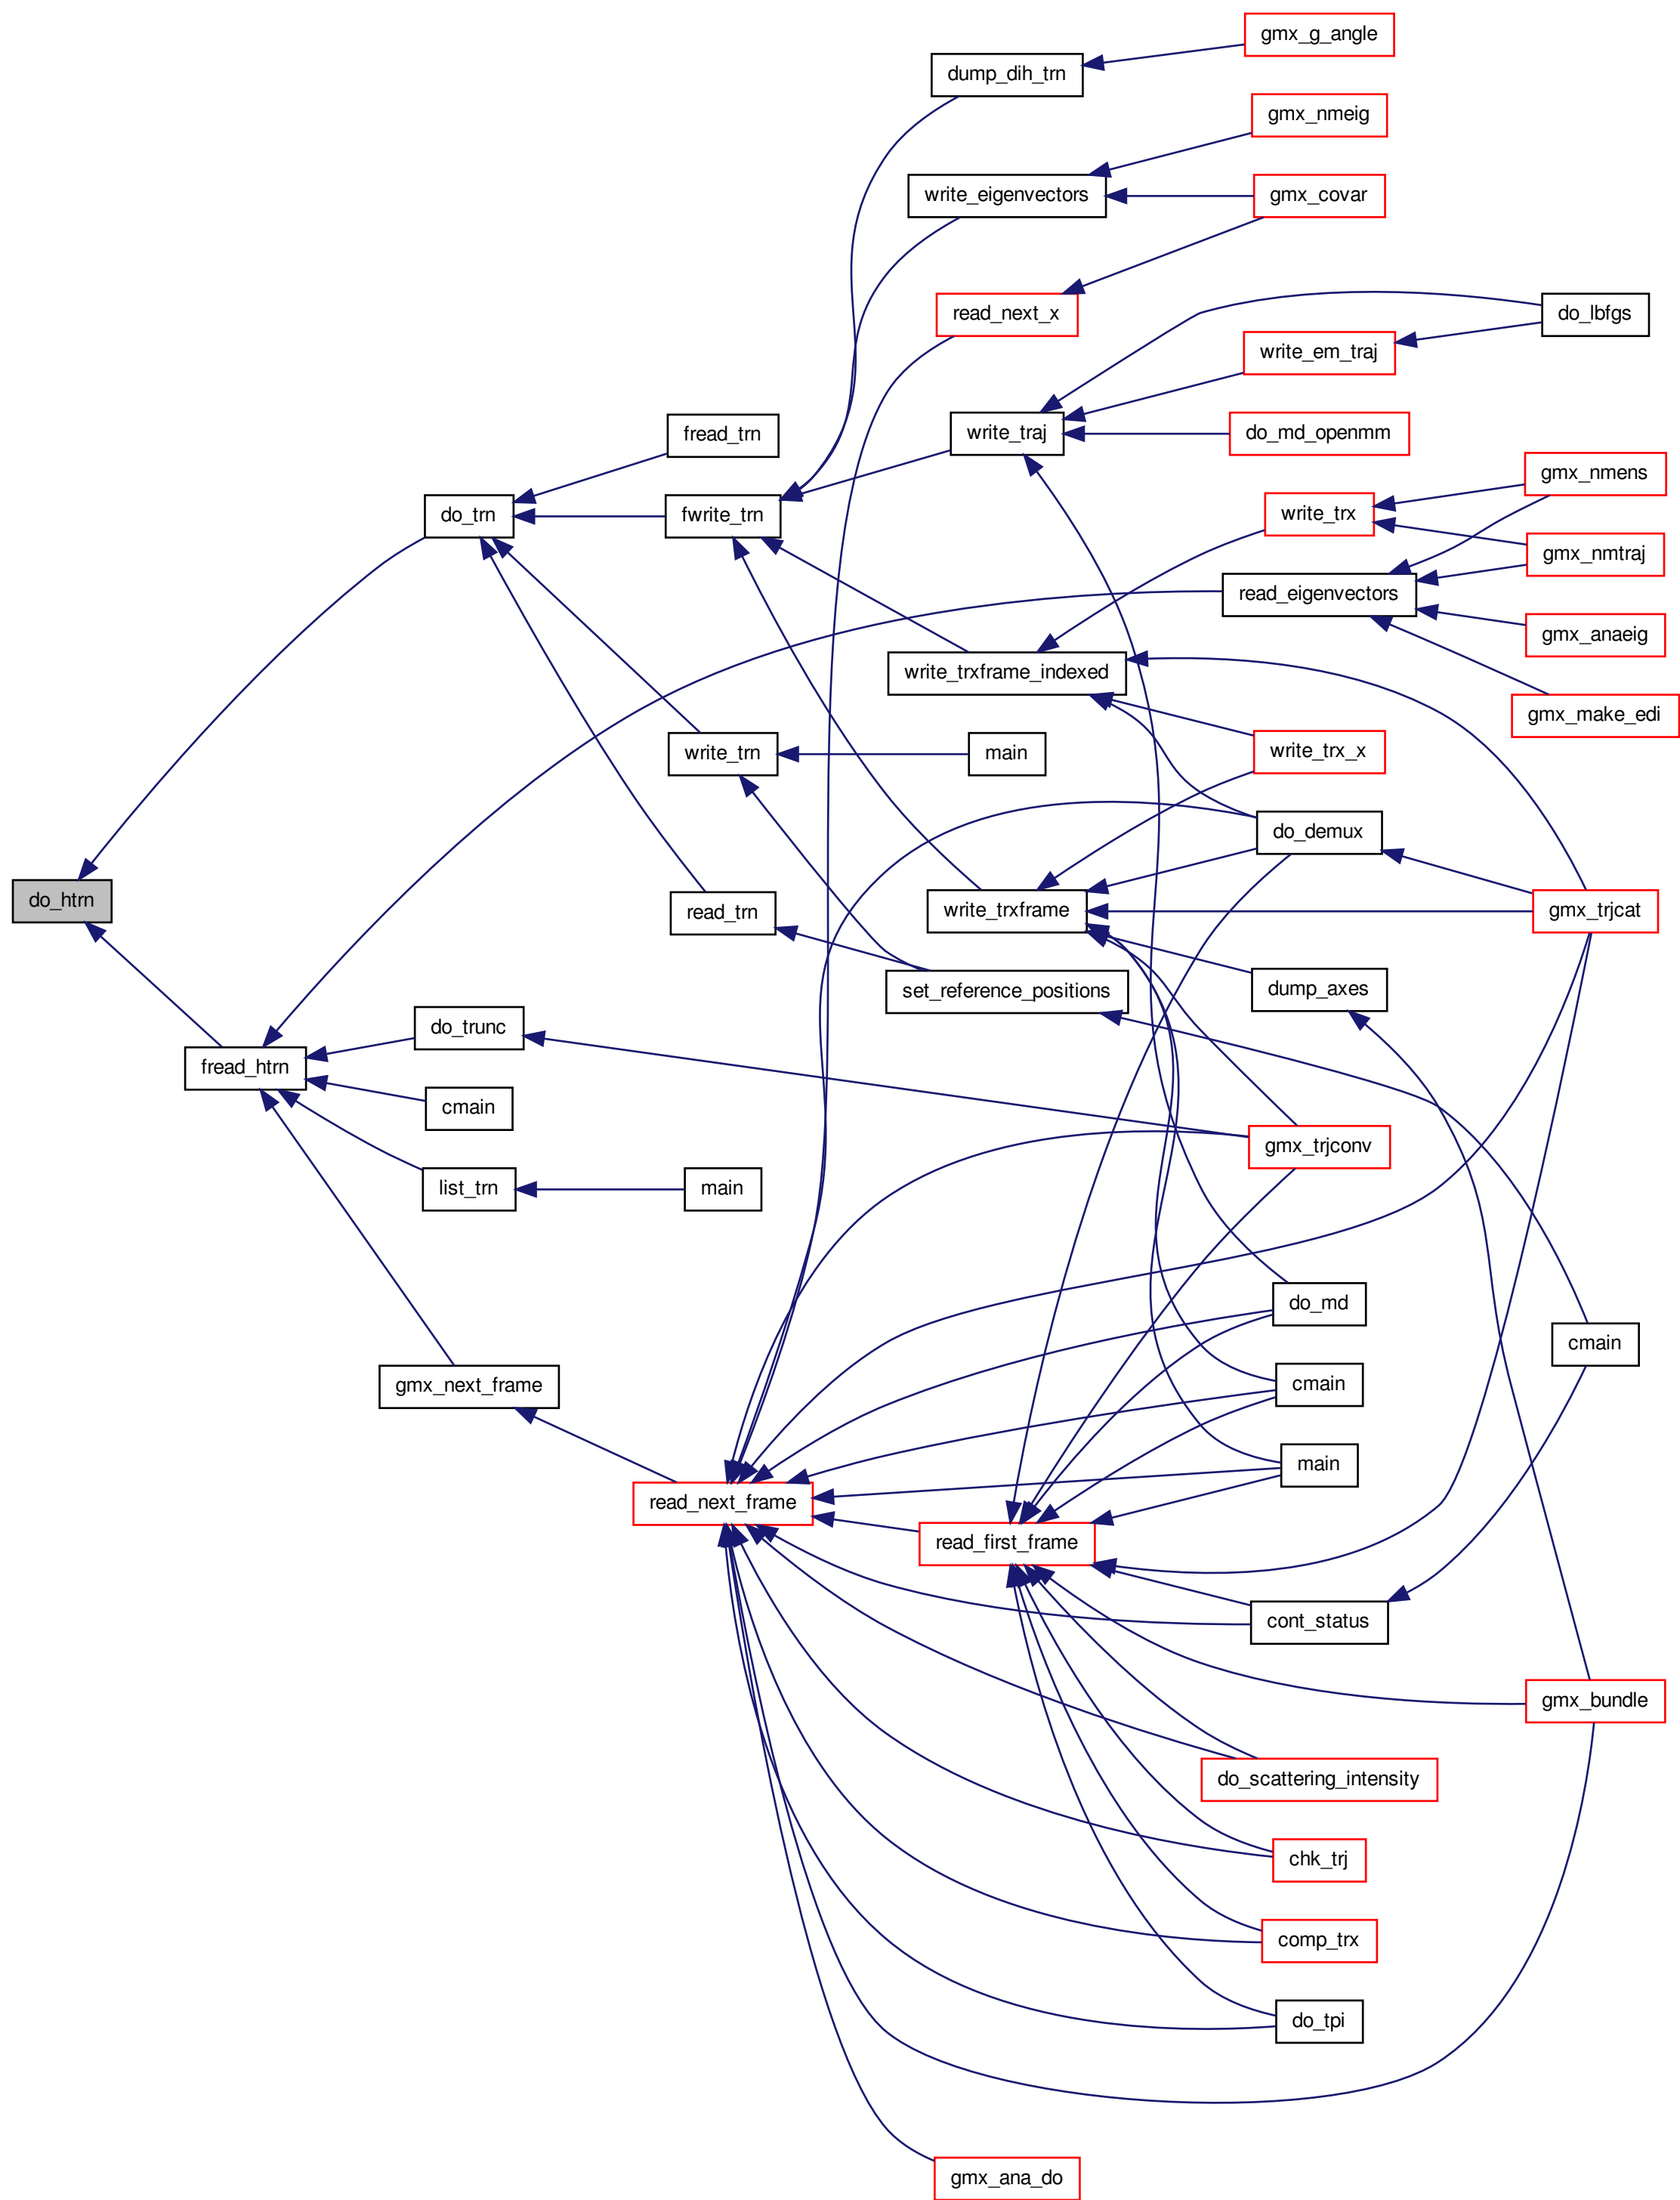 gmx_g_angle
dump_dih_trn
gmx_nmeig
write_eigenvectors
gmx_covar
read_next_x
do_lbfgs
write_em_traj
fread_trn
write_traj
do_md_openmm
gmx_nmens
do_trn
fwrite_trn
write_trx
gmx_nmtraj
read_eigenvectors
gmx_anaeig
write_trxframe_indexed
gmx_make_edi
write_trn
main
write_trx_x
do_demux
do_htrn
read_trn
write_trxframe
gmx_trjcat
set_reference_positions
dump_axes
do_trunc
fread_htrn
cmain
gmx_trjconv
list_trn
main
do_md
cmain
gmx_next_frame
cmain
main
read_next_frame
read_first_frame
cont_status
gmx_bundle
do_scattering_intensity
chk_trj
comp_trx
do_tpi
gmx_ana_do